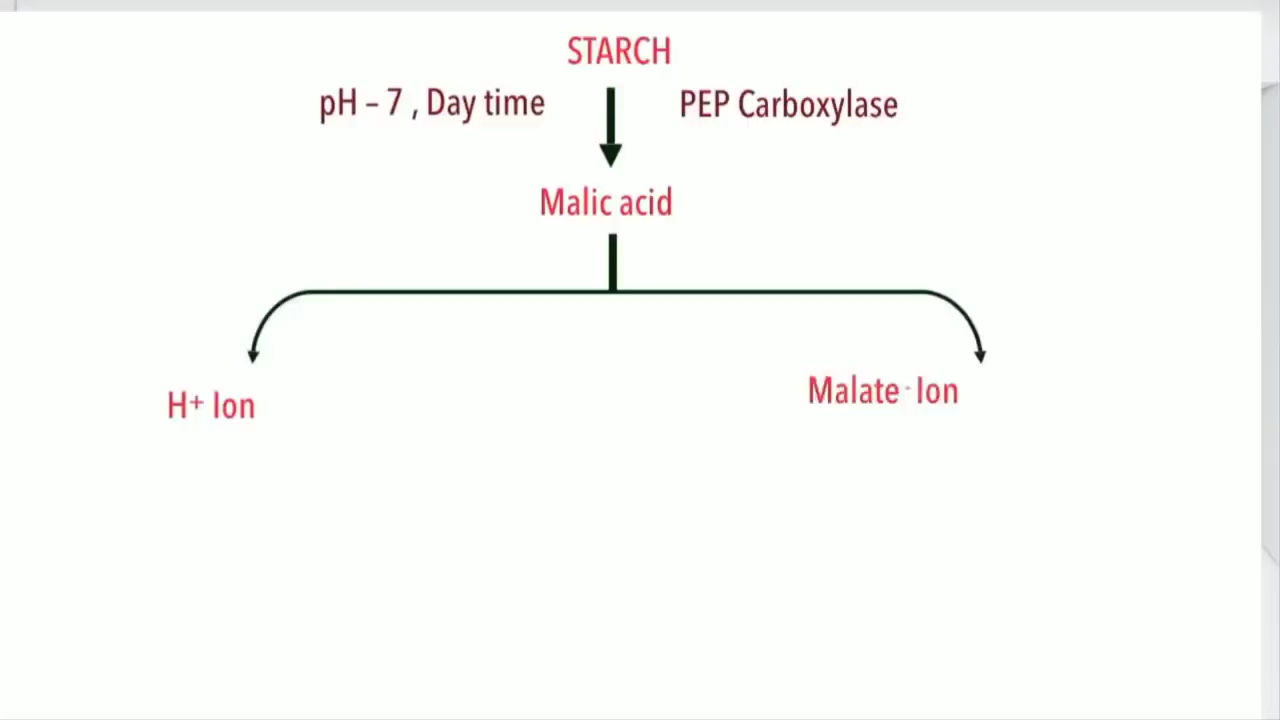 STARCH
pH – 7 , Day time
PEP Carboxylase
Malic acid
H⁺ Ion
Malate⁻ Ion